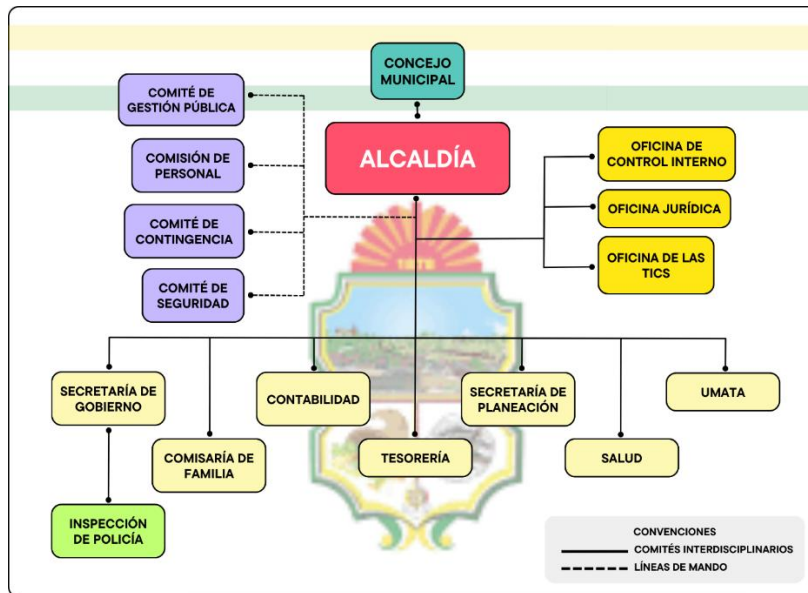 CONCEJO
MUNICIPAL
COMITÉ DE
GESTIÓN PÚBLICA
COMISIÓN DE
PERSONAL
COMITÉ DE
CONTINGENCIA
COMITÉ DE
SEGURIDAD
ALCALDÍA
OFICINA DE
CONTROL INTERNO
OFICINA JURÍDICA
OFICINA DE LAS
TICS
SECRETARÍA DE
GOBIERNO
COMISARÍA DE
FAMILIA
CONTABILIDAD
TESORERÍA
SECRETARÍA DE
PLANEACIÓN
SALUD
UMATA
INSPECCIÓN
DE POLICÍA
CONVENCIONES
COMITÉS INTERDISCIPLINARIOS
LÍNEAS DE MANDO